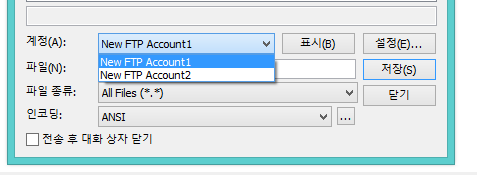 계정(A): New FTP Account1 표시(B) 설정(E)...
New FTP Account1
New FTP Account2
파일(N): 저장(S)
파일 종류: All Files (*.*) 닫기
인코딩: ANSI ...
전송 후 대화 상자 닫기